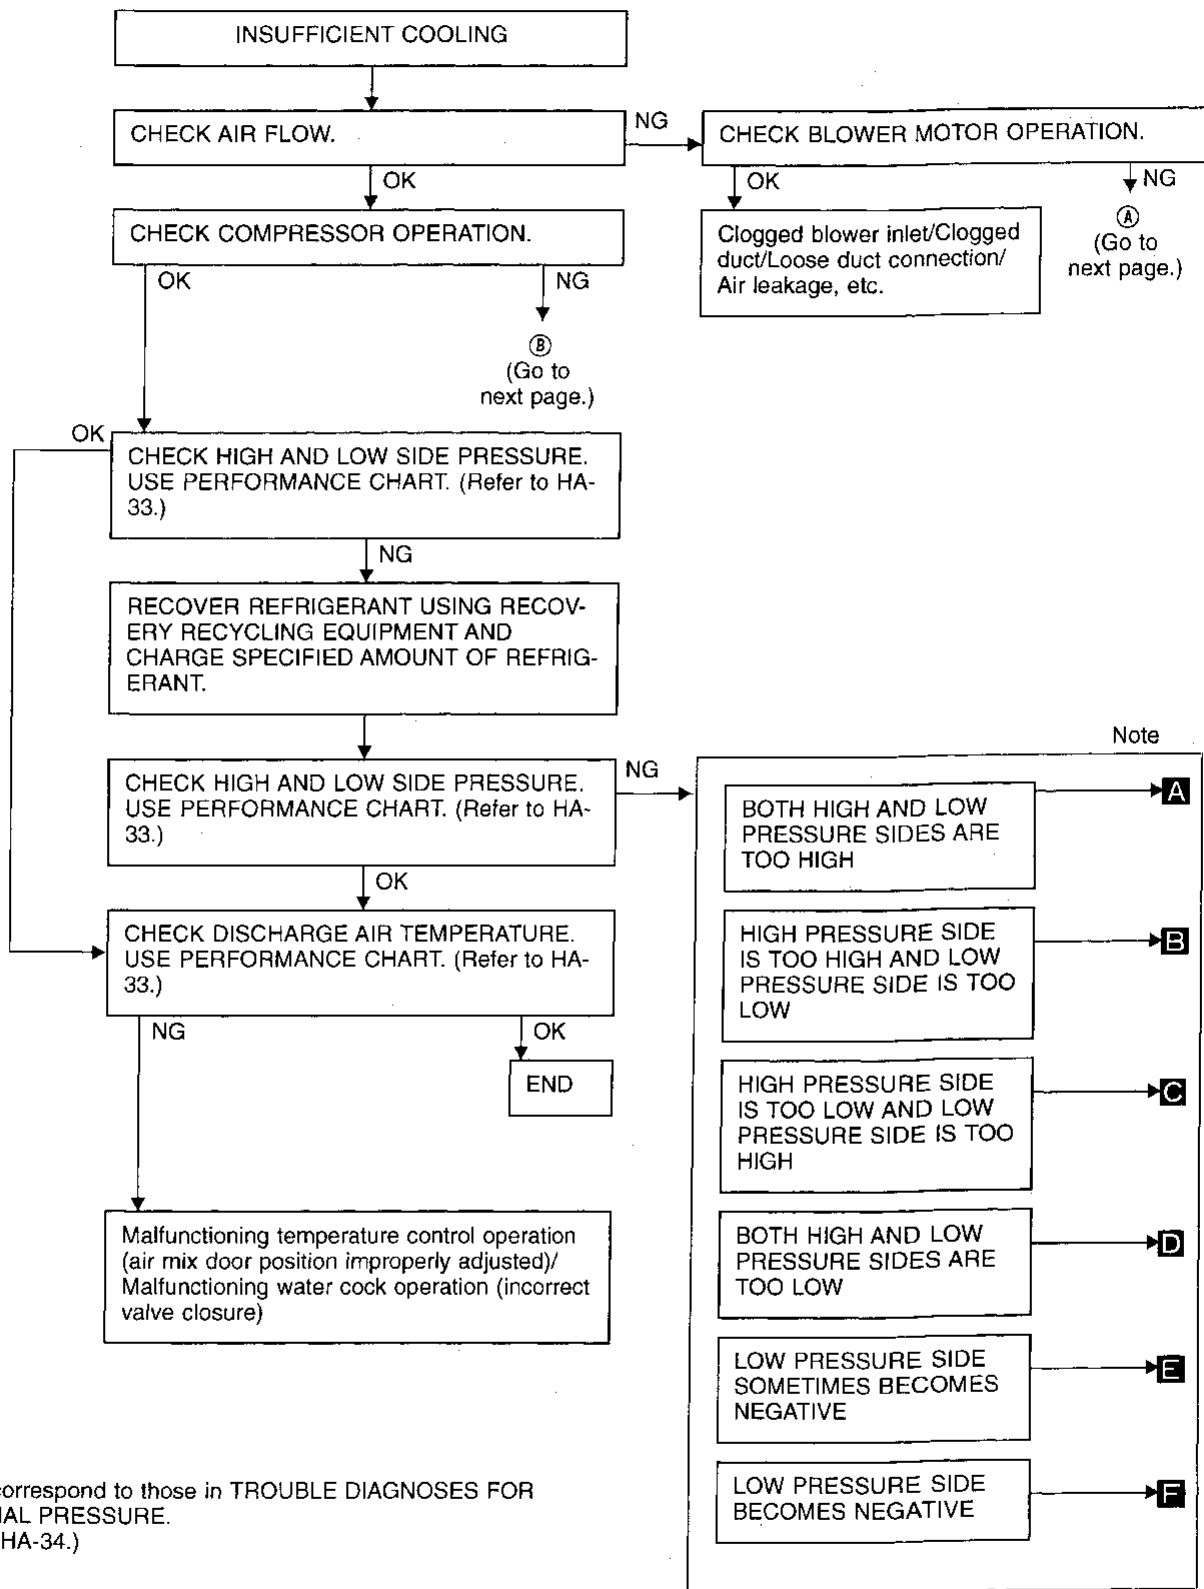 INSUFFICIENT COOLING
CHECK AIR FLOW.
NG
CHECK BLOWER MOTOR OPERATION.
OK
OK
NG
CHECK COMPRESSOR OPERATION.
Clogged blower inlet/Clogged
duct/Loose duct connection/
Air leakage, etc.
A
(Go to
next page.)
OK
NG
B
(Go to
next page.)
OK
CHECK HIGH AND LOW SIDE PRESSURE.
USE PERFORMANCE CHART. (Refer to HA-
33.)
NG
RECOVER REFRIGERANT USING RECOV-
ERY RECYCLING EQUIPMENT AND
CHARGE SPECIFIED AMOUNT OF REFRIG-
ERANT.
CHECK HIGH AND LOW SIDE PRESSURE.
USE PERFORMANCE CHART. (Refer to HA-
33.)
NG
OK
CHECK DISCHARGE AIR TEMPERATURE.
USE PERFORMANCE CHART. (Refer to HA-
33.)
NG
OK
END
Malfunctioning temperature control operation
(air mix door position improperly adjusted)/
Malfunctioning water cock operation (incorrect
valve closure)
Note
BOTH HIGH AND LOW
PRESSURE SIDES ARE
TOO HIGH
A
HIGH PRESSURE SIDE
IS TOO HIGH AND LOW
PRESSURE SIDE IS TOO
LOW
B
HIGH PRESSURE SIDE
IS TOO LOW AND LOW
PRESSURE SIDE IS TOO
HIGH
C
BOTH HIGH AND LOW
PRESSURE SIDES ARE
TOO LOW
D
LOW PRESSURE SIDE
SOMETIMES BECOMES
NEGATIVE
E
LOW PRESSURE SIDE
BECOMES NEGATIVE
F
correspond to those in TROUBLE DIAGNOSES FOR
IAL PRESSURE.
HA-34.)